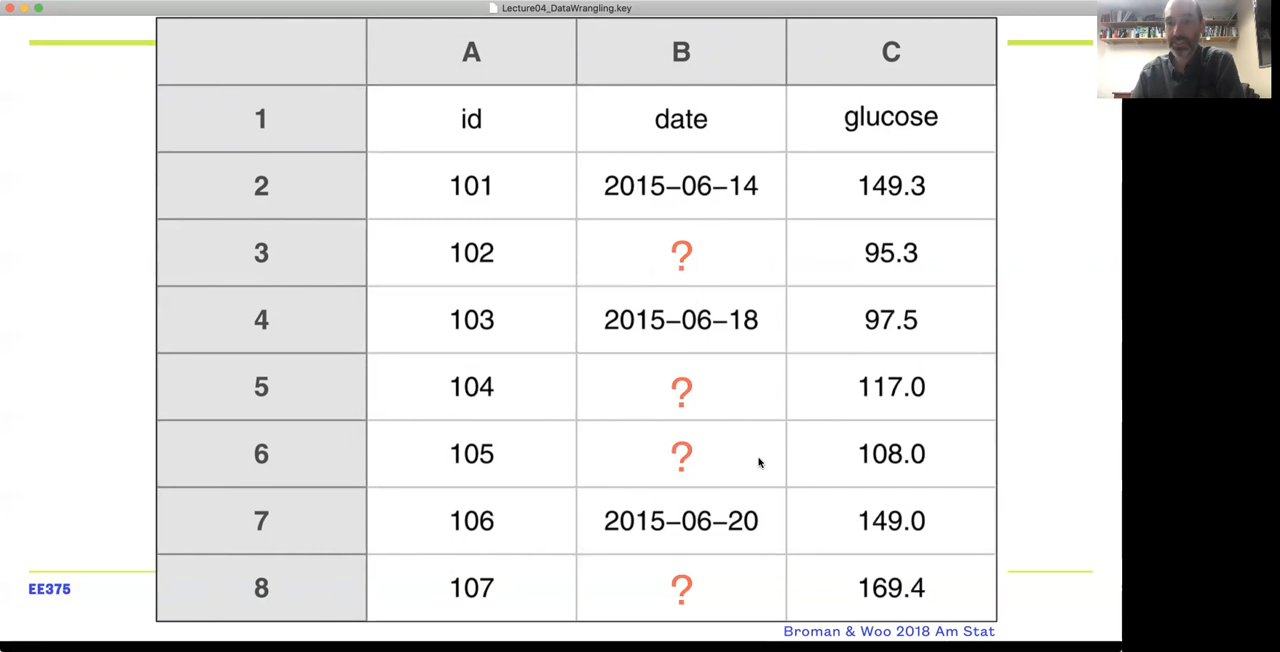 Lecture04_DataWrangling.key
A B C
1 id date glucose
2 101 2015–06–14 149.3
3 102 ? 95.3
4 103 2015–06–18 97.5
5 104 ? 117.0
6 105 ? 108.0
7 106 2015–06–20 149.0
8 107 ? 169.4
EE375
Broman & Woo 2018 Am Stat